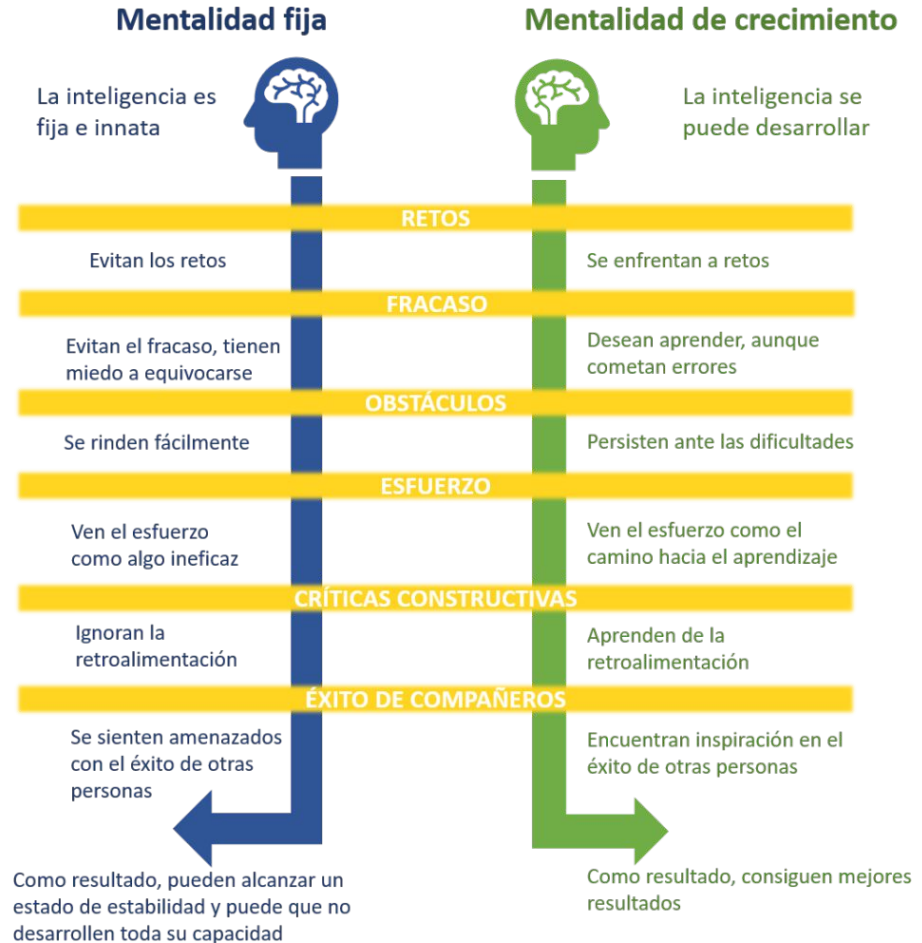 Mentalidad fija
Mentalidad de crecimiento
La inteligencia es
fija e innata
La inteligencia se
puede desarrollar
RETOS
Evitan los retos
Se enfrentan a retos
FRACASO
Evitan el fracaso, tienen
miedo a equivocarse
Desean aprender, aunque
cometan errores
OBSTÁCULOS
Se rinden fácilmente
Persisten ante las dificultades
ESFUERZO
Ven el esfuerzo
como algo ineficaz
Ven el esfuerzo como el
camino hacia el aprendizaje
CRÍTICAS CONSTRUCTIVAS
Ignoran la
retroalimentación
Aprenden de la
retroalimentación
ÉXITO DE COMPAÑEROS
Se sienten amenazados
con el éxito de otras
personas
Encuentran inspiración en el
éxito de otras personas
Como resultado, pueden alcanzar un
estado de estabilidad y puede que no
desarrollen toda su capacidad
Como resultado, consiguen mejores
resultados